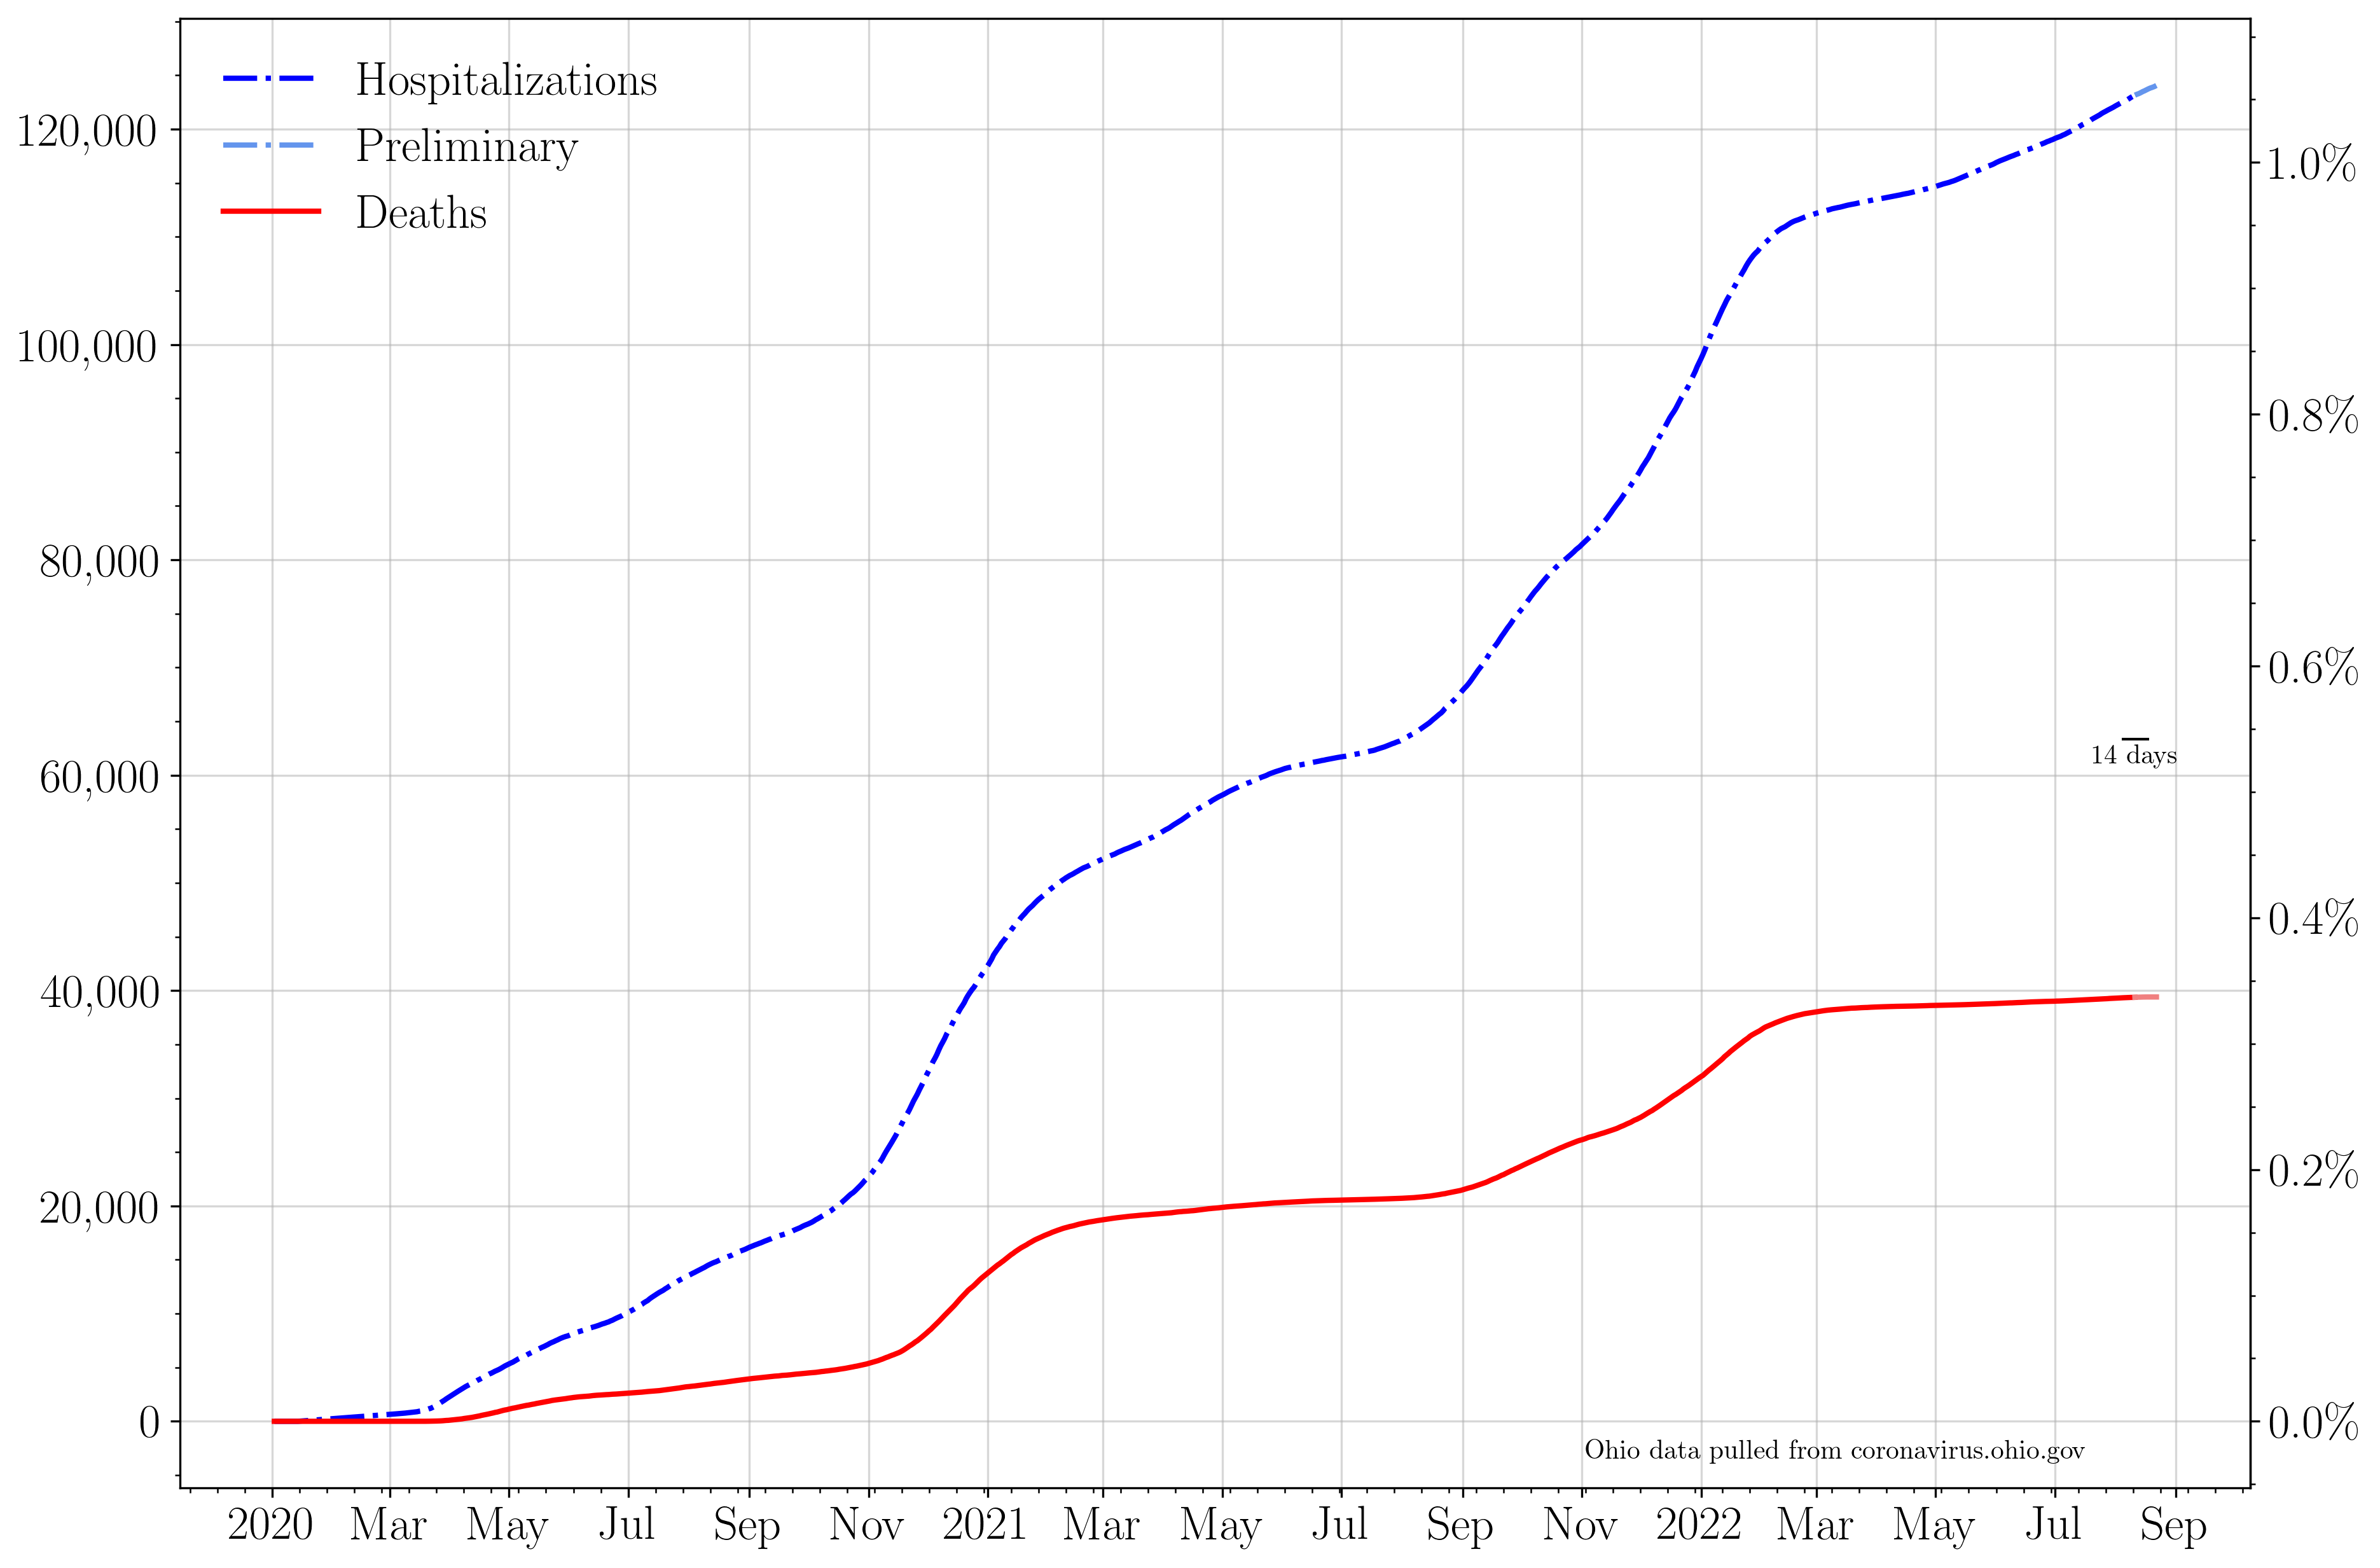 Hospitalizations
Preliminary
Deaths
120,000
100,000
80,000
60,000
40,000
20,000
0
1.0%
0.8%
0.6%
0.4%
0.2%
0.0%
14 days
Ohio data pulled from coronavirus.ohio.gov
2020 Mar May Jul Sep Nov 2021 Mar May Jul Sep Nov 2022 Mar May Jul Sep